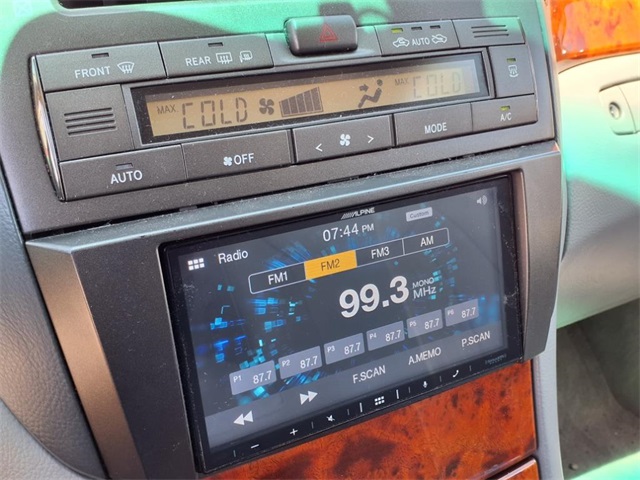 AUTO
FRONT
REAR
MAX COLD
MAX COLD
AUTO
OFF
MODE
A/C
ALPINE
07:44 PM
Custom
Radio
FM1 FM2 FM3 AM
99.3 MONO MHz
P1 87.7 P2 87.7 P3 87.7 P4 87.7 P5 87.7 P6 87.7
F.SCAN A.MEMO P.SCAN